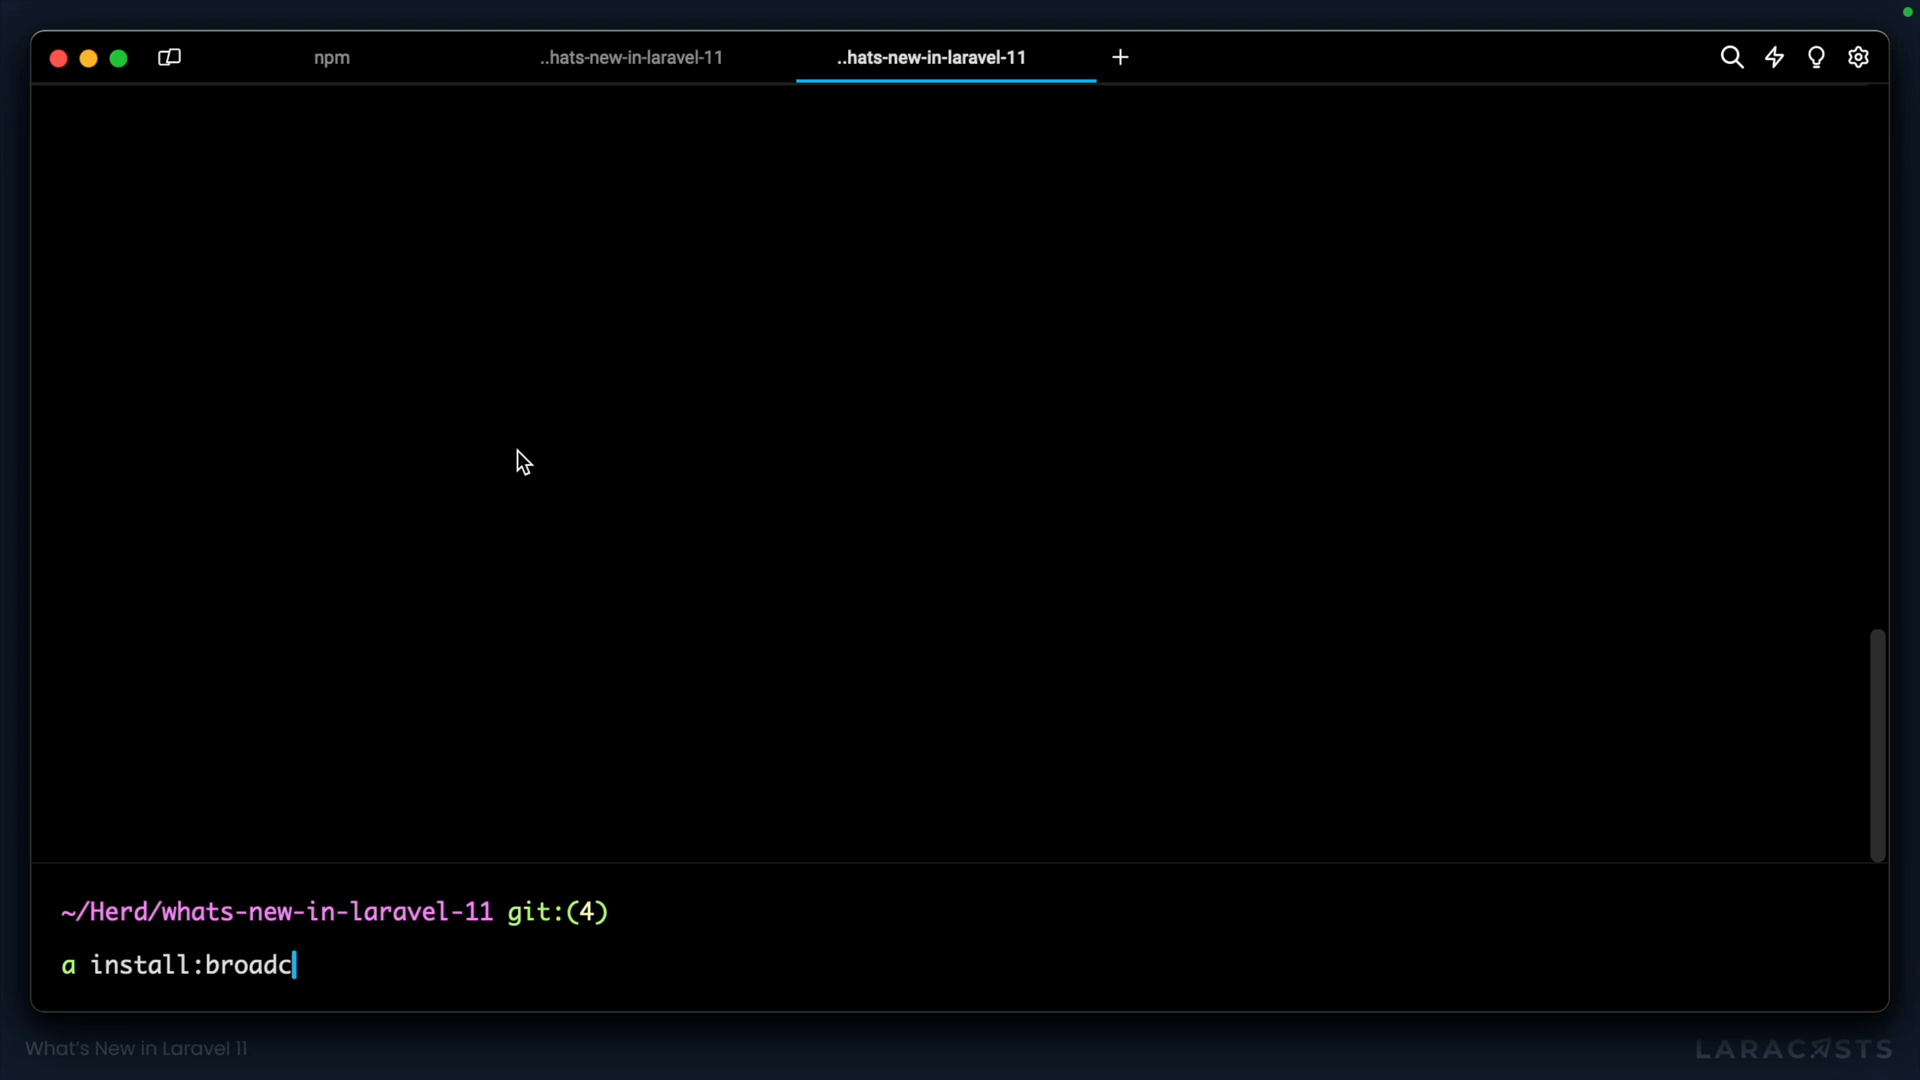 npm
..hats-new-in-laravel-11
..hats-new-in-laravel-11
~/Herd/whats-new-in-laravel-11 git:(4)
a install:broadc
What's New in Laravel 11
LARACASTS